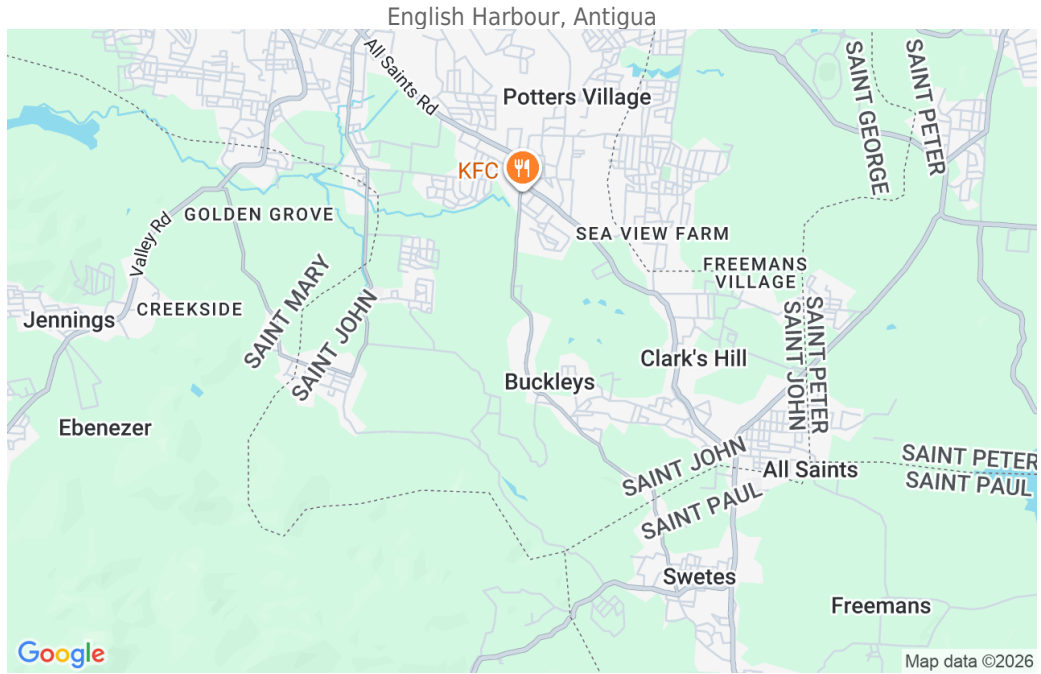 English Harbour, Antigua
All Saints Rd
Potters Village
SAINT GEORGE
SAINT PETER
KFC
GOLDEN GROVE
Valley Rd
SEA VIEW FARM
FREEMANS
VILLAGE
CREEKSIDE
SAINT MARY
SAINT JOHN
Jennings
SAINT PETER
SAINT JOHN
Clark's Hill
Buckleys
Ebenezer
SAINT JOHN
SAINT PAUL
All Saints
SAINT PETER
SAINT PAUL
Swetes
Freemans
Google
Map data ©2026